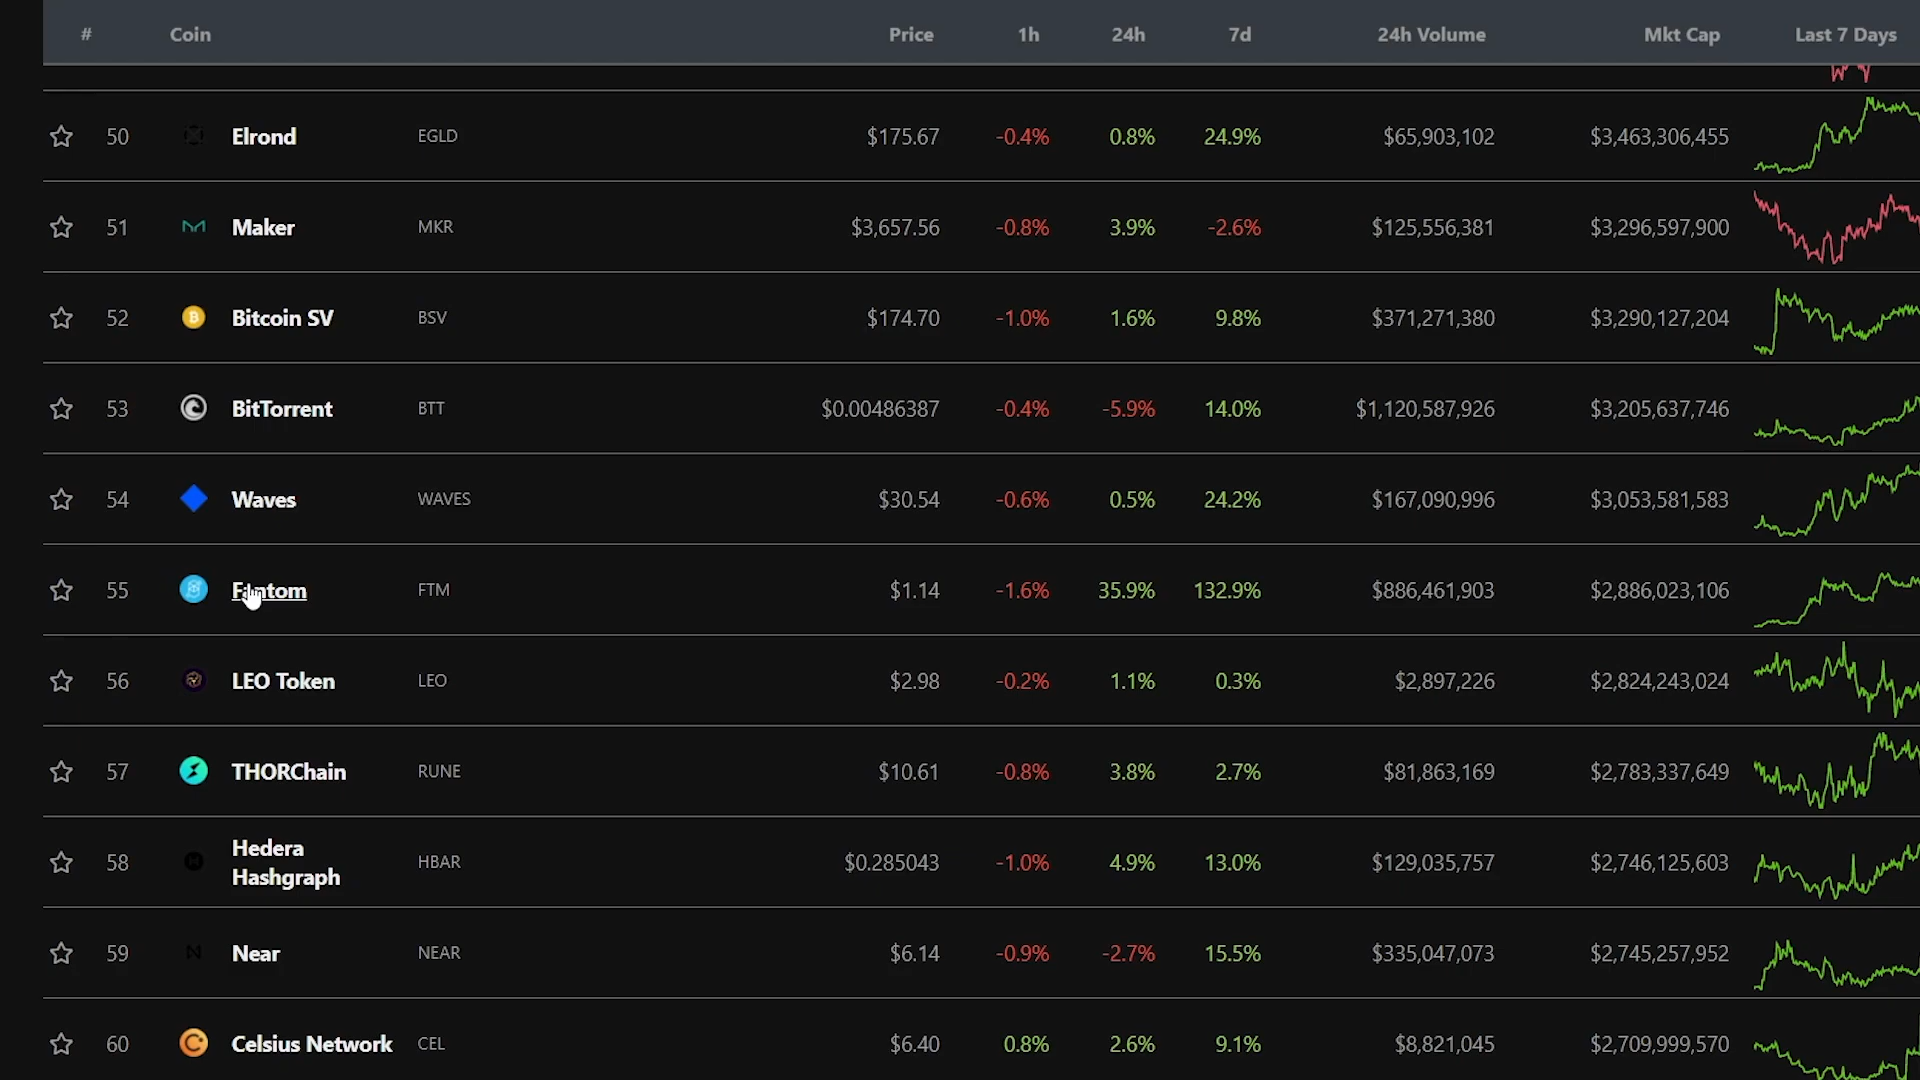 # Coin Price 1h 24h 7d 24h Volume Mkt Cap Last 7 Days
50 Elrond EGLD $175.67 -0.4% 0.8% 24.9% $65,903,102 $3,463,306,455
51 Maker MKR $3,657.56 -0.8% 3.9% -2.6% $125,556,381 $3,296,597,900
52 Bitcoin SV BSV $174.70 -1.0% 1.6% 9.8% $371,271,380 $3,290,127,204
53 BitTorrent BTT $0.00486387 -0.4% -5.9% 14.0% $1,120,587,926 $3,205,637,746
54 Waves WAVES $30.54 -0.6% 0.5% 24.2% $167,090,996 $3,053,581,583
55 Fantom FTM $1.14 -1.6% 35.9% 132.9% $886,461,903 $2,886,023,106
56 LEO Token LEO $2.98 -0.2% 1.1% 0.3% $2,897,226 $2,824,243,024
57 THORChain RUNE $10.61 -0.8% 3.8% 2.7% $81,863,169 $2,783,337,649
58 Hedera Hashgraph HBAR $0.285043 -1.0% 4.9% 13.0% $129,035,757 $2,746,125,603
59 Near NEAR $6.14 -0.9% -2.7% 15.5% $335,047,073 $2,745,257,952
60 Celsius Network CEL $6.40 0.8% 2.6% 9.1% $8,821,045 $2,709,999,570